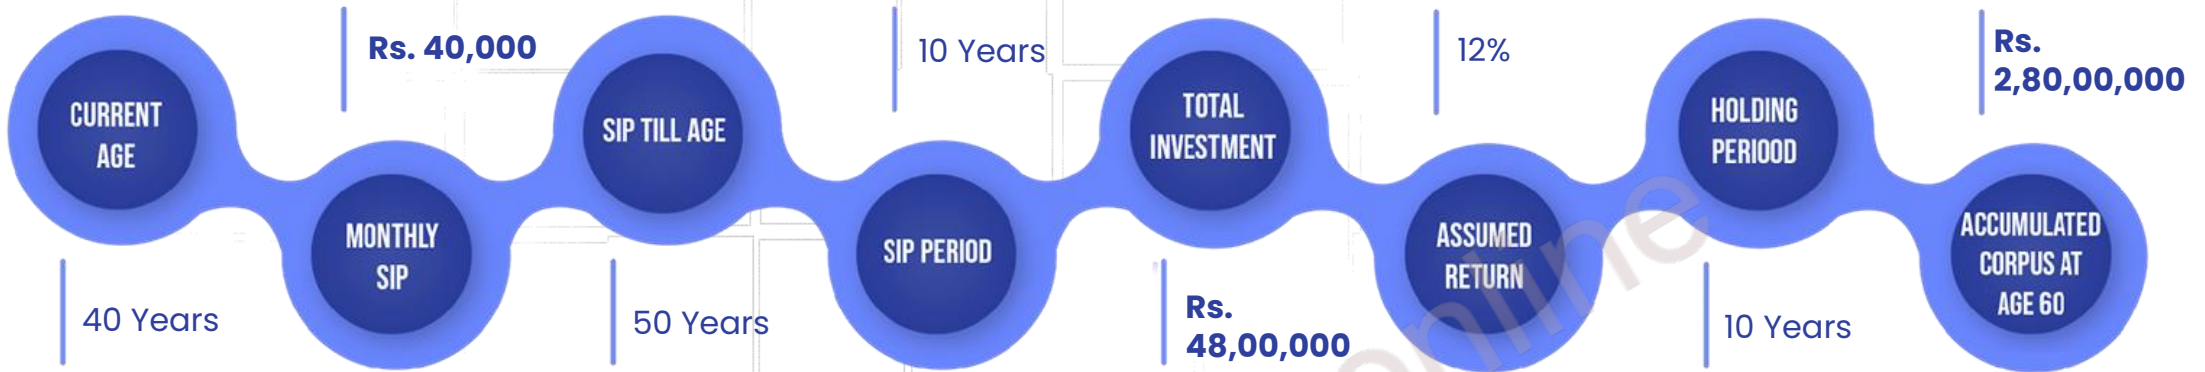 CURRENT
AGE
40 Years
Rs. 40,000
MONTHLY
SIP
SIP TILL AGE
50 Years
10 Years
SIP PERIOD
TOTAL
INVESTMENT
Rs.
48,00,000
12%
ASSUMED
RETURN
HOLDING
PERIOOD
10 Years
Rs.
2,80,00,000
ACCUMULATED
CORPUS AT
AGE 60
online